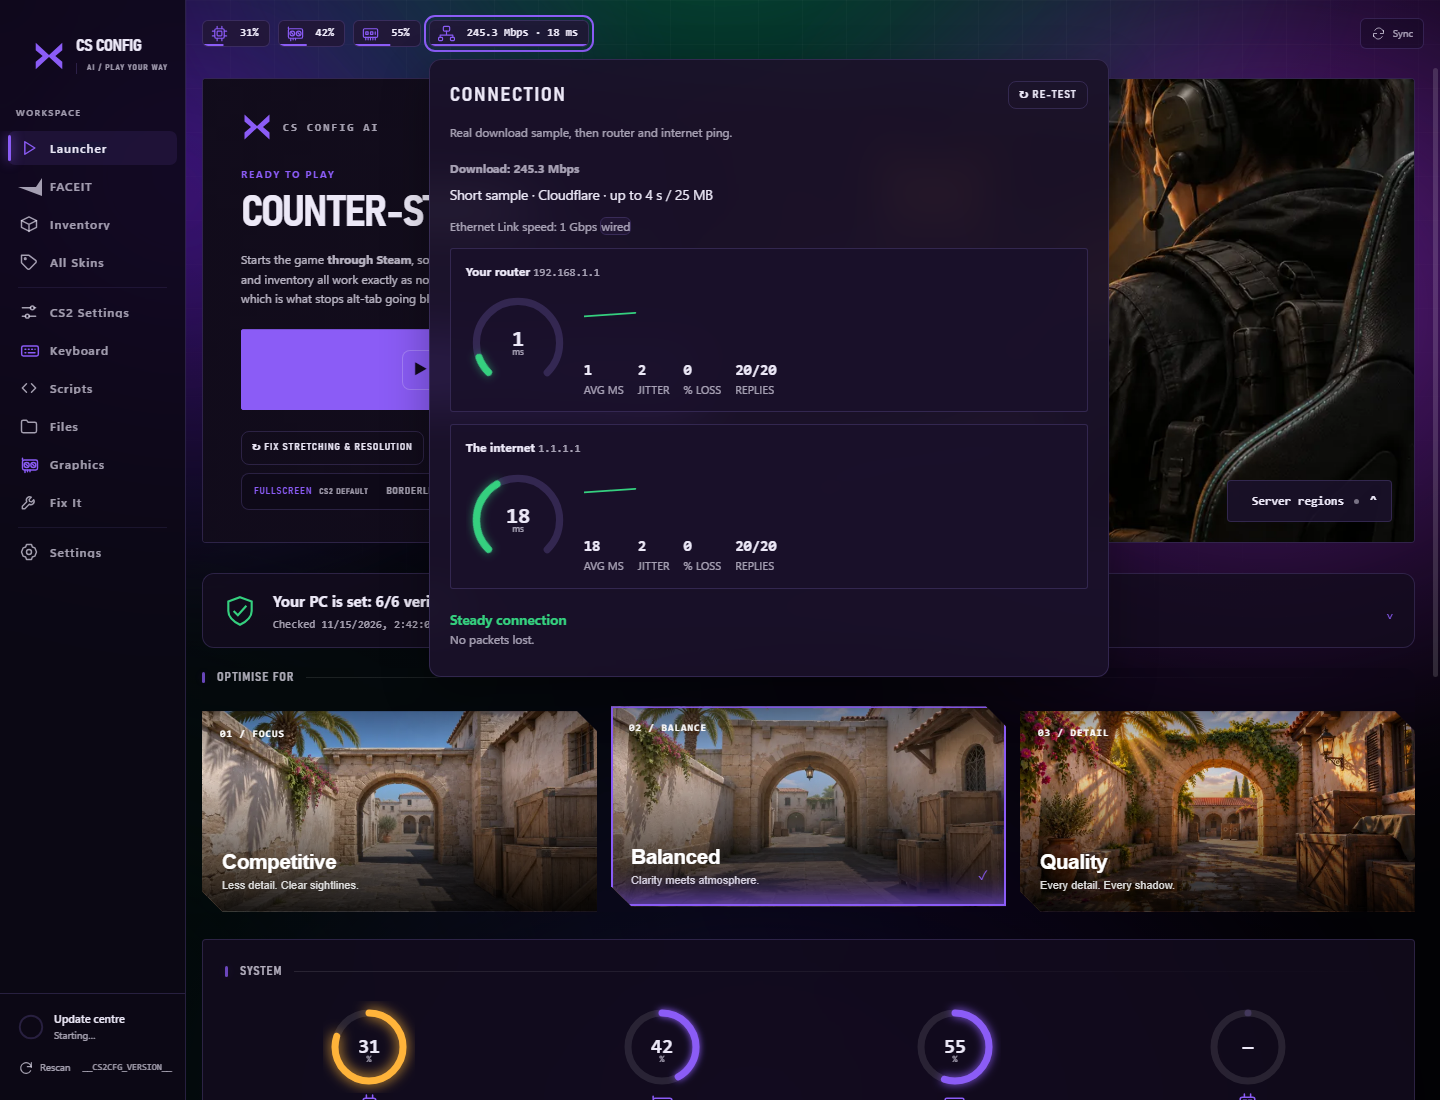 CS CONFIG
AI / PLAY YOUR WAY
WORKSPACE
Launcher
FACEIT
Inventory
All Skins
CS2 Settings
Keyboard
Scripts
Files
Graphics
Fix It
Settings
Update centre
Starting...
Rescan __CS2CFG_VERSION__
31% 42% 55% 245.3 Mbps · 18 ms
Sync
CS CONFIG AI
READY TO PLAY
COUNTER-ST
Starts the game through Steam, so
and inventory all work exactly as no
which is what stops alt-tab going bl
↻ FIX STRETCHING & RESOLUTION
FULLSCREEN CS2 DEFAULT BORDERL
CONNECTION
↻ RE-TEST
Real download sample, then router and internet ping.
Download: 245.3 Mbps
Short sample · Cloudflare · up to 4 s / 25 MB
Ethernet Link speed: 1 Gbps wired
Your router 192.168.1.1
1
ms
1 2 0 20/20
AVG MS JITTER % LOSS REPLIES
The internet 1.1.1.1
18
ms
18 2 0 20/20
AVG MS JITTER % LOSS REPLIES
Steady connection
No packets lost.
Server regions
Your PC is set: 6/6 veri
Checked 11/15/2026, 2:42:0
OPTIMISE FOR
01 / FOCUS
Competitive
Less detail. Clear sightlines.
02 / BALANCE
Balanced
Clarity meets atmosphere.
03 / DETAIL
Quality
Every detail. Every shadow.
SYSTEM
31
%
42
%
55
%
—